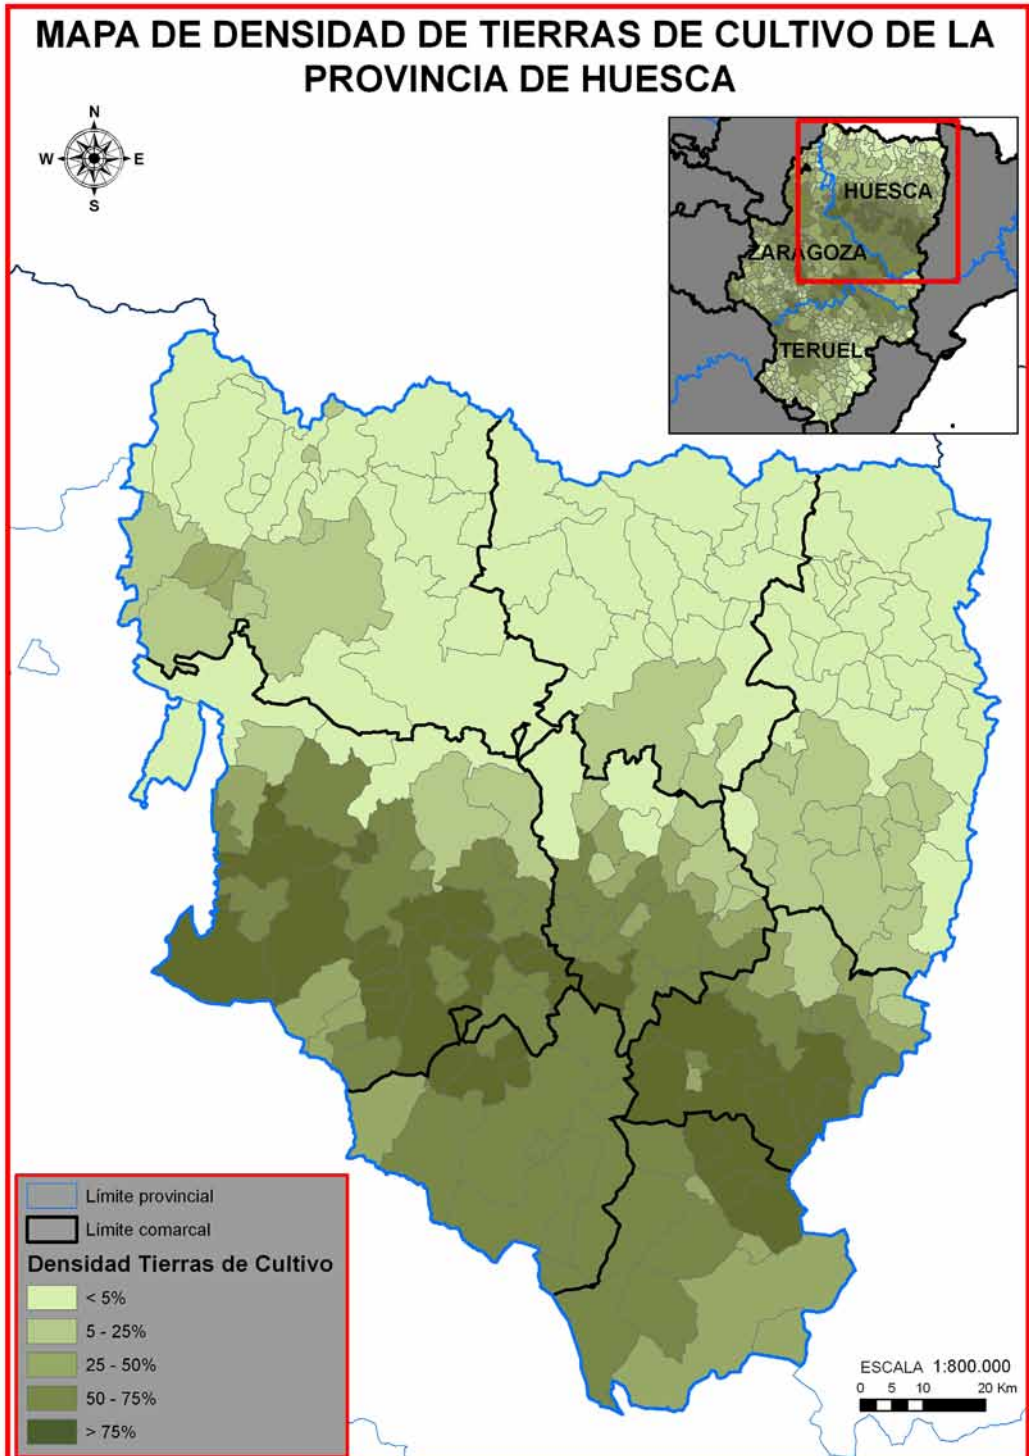 MAPA DE DENSIDAD DE TIERRAS DE CULTIVO DE LA
PROVINCIA DE HUESCA
N
W
E
S
HUESCA
ZARAGOZA
TERUEL
Límite provincial
Límite comarcal
Densidad Tierras de Cultivo
< 5%
5 - 25%
25 - 50%
50 - 75%
> 75%
ESCALA 1:800.000
0 5 10 20 Km